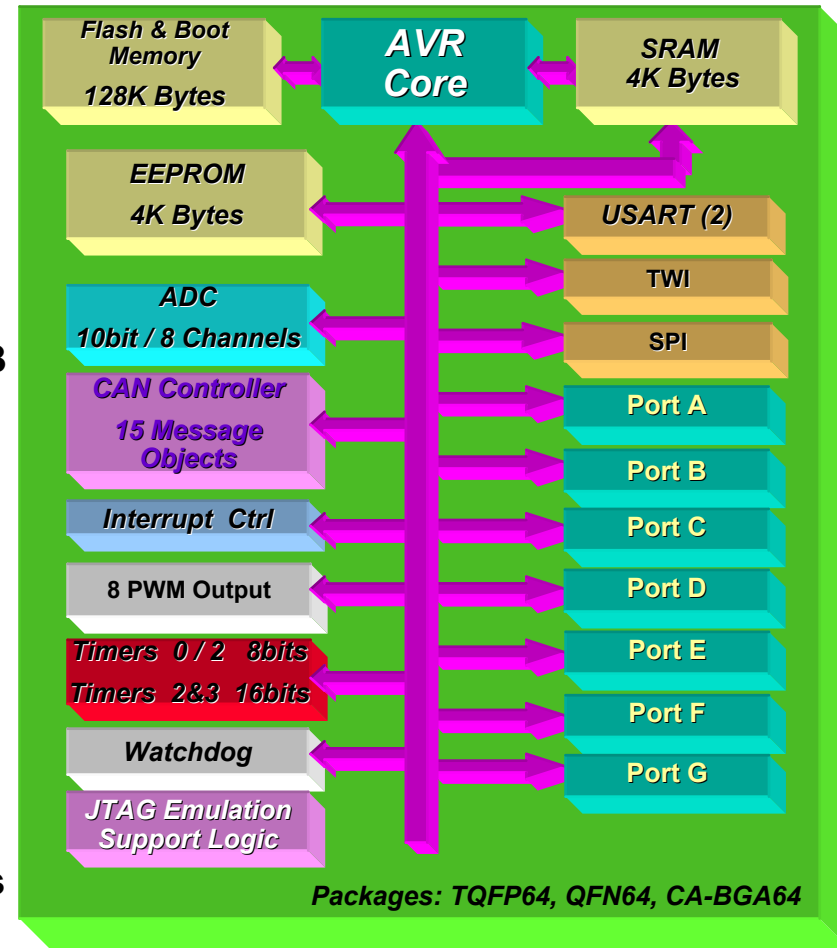 Flash & Boot
Memory
128K Bytes
AVR
Core
SRAM
4K Bytes
EEPROM
4K Bytes
USART (2)
TWI
ADC
10bit / 8 Channels
SPI
CAN Controller
15 Message
Objects
Port A
Port B
Interrupt Ctrl
Port C
8 PWM Output
Port D
Timers 0 / 2 8bits
Timers 2&3 16bits
Port E
Port F
Watchdog
Port G
JTAG Emulation
Support Logic
Packages: TQFP64, QFN64, CA-BGA64